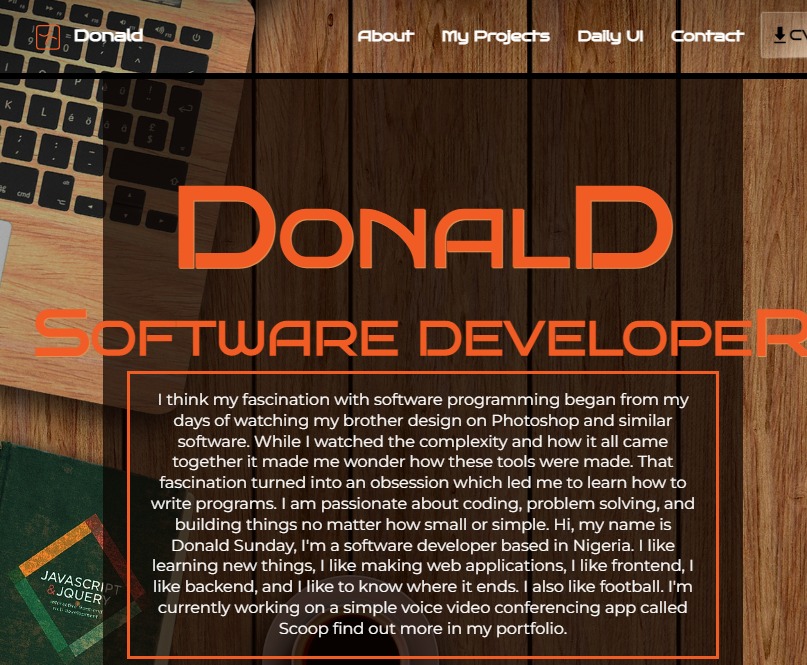 Donald
About
My Projects
Daily UI
Contact
CV
DONALD
SOFTWARE DEVELOPER
I think my fascination with software programming began from my
days of watching my brother design on Photoshop and similar
software. While I watched the complexity and how it all came
together it made me wonder how these tools were made. That
fascination turned into an obsession which led me to learn how to
write programs. I am passionate about coding, problem solving, and
building things no matter how small or simple. Hi, my name is
Donald Sunday, I'm a software developer based in Nigeria. I like
learning new things, I like making web applications, I like frontend, I
like backend, and I like to know where it ends. I also like football. I'm
currently working on a simple voice video conferencing app called
Scoop find out more in my portfolio.
cmd
JAVASCRIPT
& JQUERY